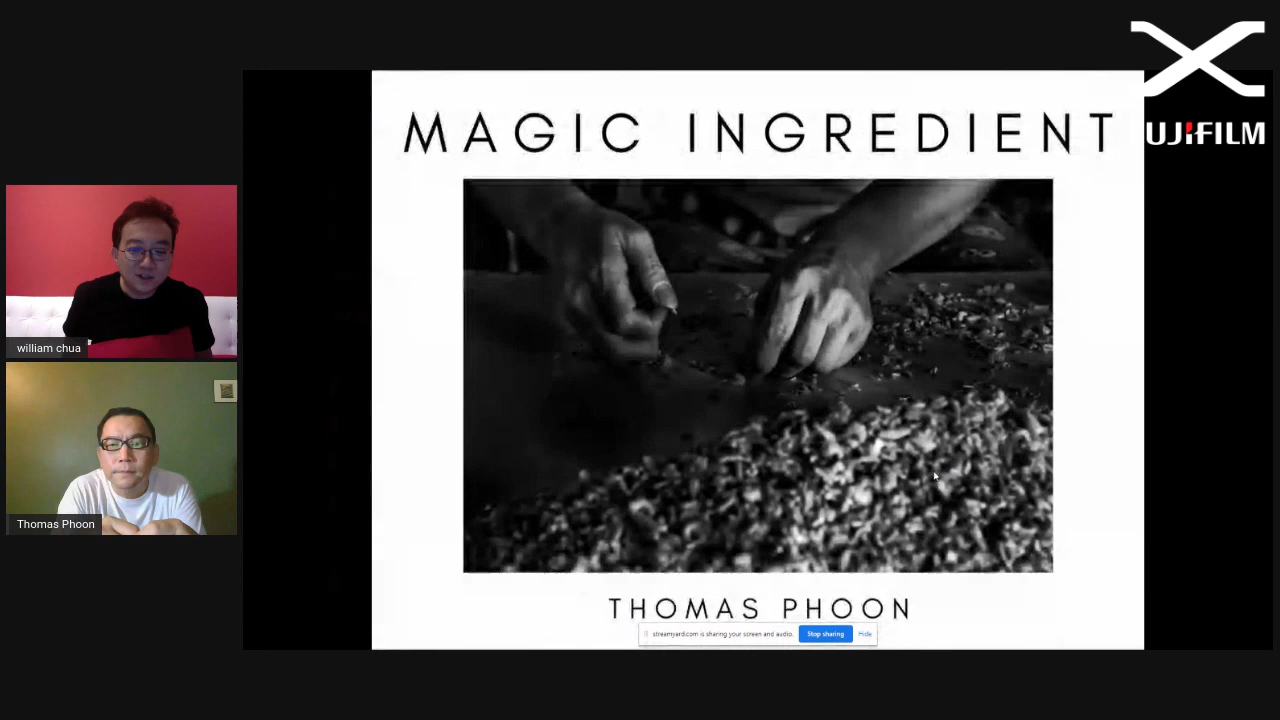 MAGIC INGREDIENT
UJIFILM
william chua
Thomas Phoon
THOMAS PHOON
streamyard.com is sharing your screen and audio. Stop sharing Hide